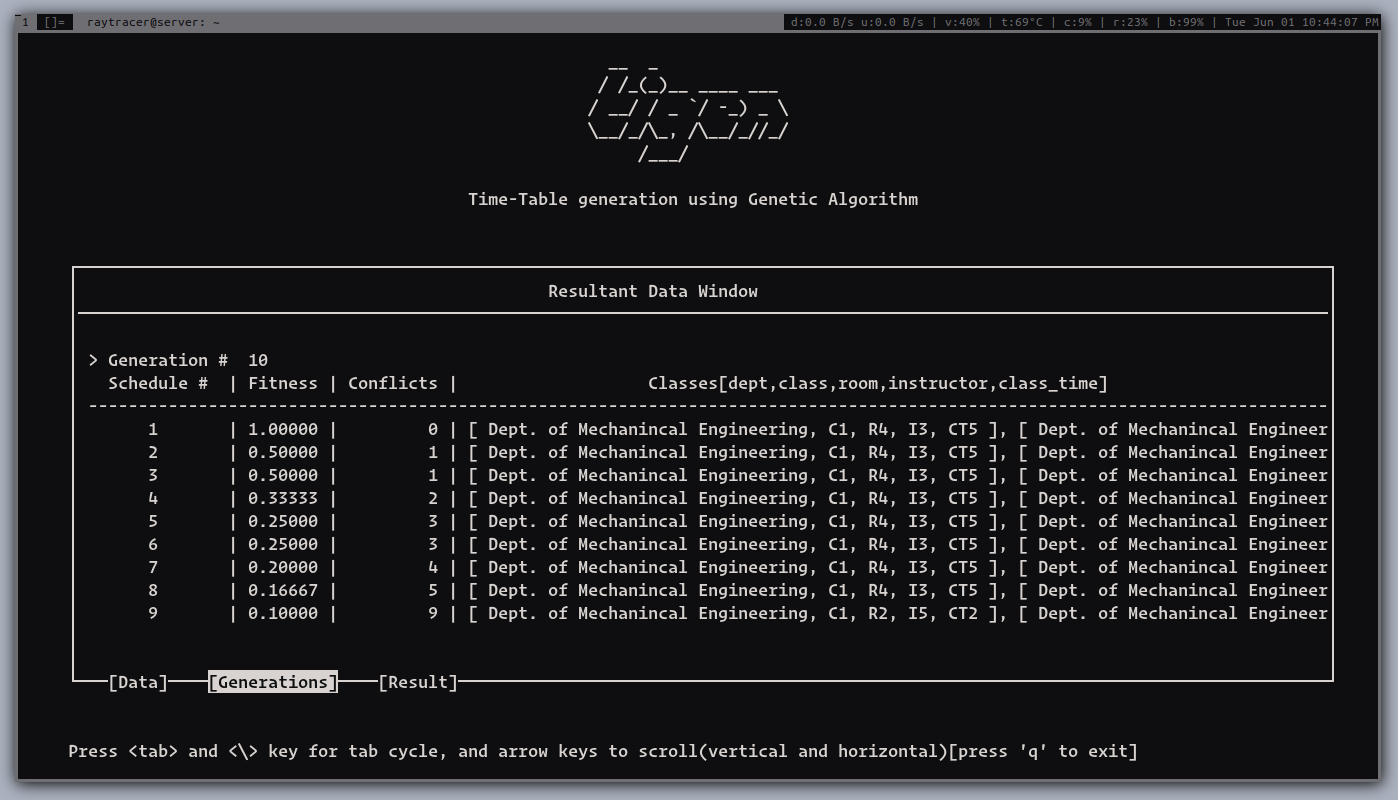 1 []= raytracer@server: ~ d:0.0 B/s u:0.0 B/s | v:40% | t:69°C | c:9% | r:23% | b:99% | Tue Jun 01 10:44:07 PM
Time-Table generation using Genetic Algorithm
Resultant Data Window
> Generation # 10
Schedule # | Fitness | Conflicts | Classes[dept,class,room,instructor,class_time]
1 | 1.00000 | 0 | [ Dept. of Mechanincal Engineering, C1, R4, I3, CT5 ], [ Dept. of Mechanincal Engineer
2 | 0.50000 | 1 | [ Dept. of Mechanincal Engineering, C1, R4, I3, CT5 ], [ Dept. of Mechanincal Engineer
3 | 0.50000 | 1 | [ Dept. of Mechanincal Engineering, C1, R4, I3, CT5 ], [ Dept. of Mechanincal Engineer
4 | 0.33333 | 2 | [ Dept. of Mechanincal Engineering, C1, R4, I3, CT5 ], [ Dept. of Mechanincal Engineer
5 | 0.25000 | 3 | [ Dept. of Mechanincal Engineering, C1, R4, I3, CT5 ], [ Dept. of Mechanincal Engineer
6 | 0.25000 | 3 | [ Dept. of Mechanincal Engineering, C1, R4, I3, CT5 ], [ Dept. of Mechanincal Engineer
7 | 0.20000 | 4 | [ Dept. of Mechanincal Engineering, C1, R4, I3, CT5 ], [ Dept. of Mechanincal Engineer
8 | 0.16667 | 5 | [ Dept. of Mechanincal Engineering, C1, R4, I3, CT5 ], [ Dept. of Mechanincal Engineer
9 | 0.10000 | 9 | [ Dept. of Mechanincal Engineering, C1, R2, I5, CT2 ], [ Dept. of Mechanincal Engineer
[Data] [Generations] [Result]
Press <tab> and <\> key for tab cycle, and arrow keys to scroll(vertical and horizontal)[press 'q' to exit]